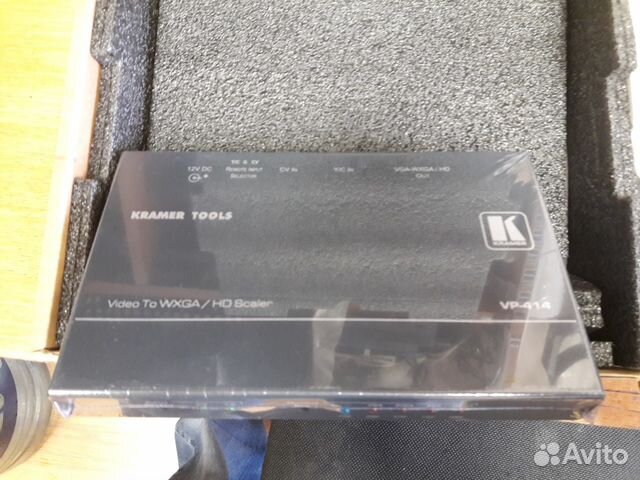 Y/C & CV
12V DC REMOTE INPUT SELECTOR CV IN Y/C IN VGA-WXGA / HD OUT
KRAMER TOOLS
K
KRAMER
Video To WXGA / HD Scaler
VP-414
Avito